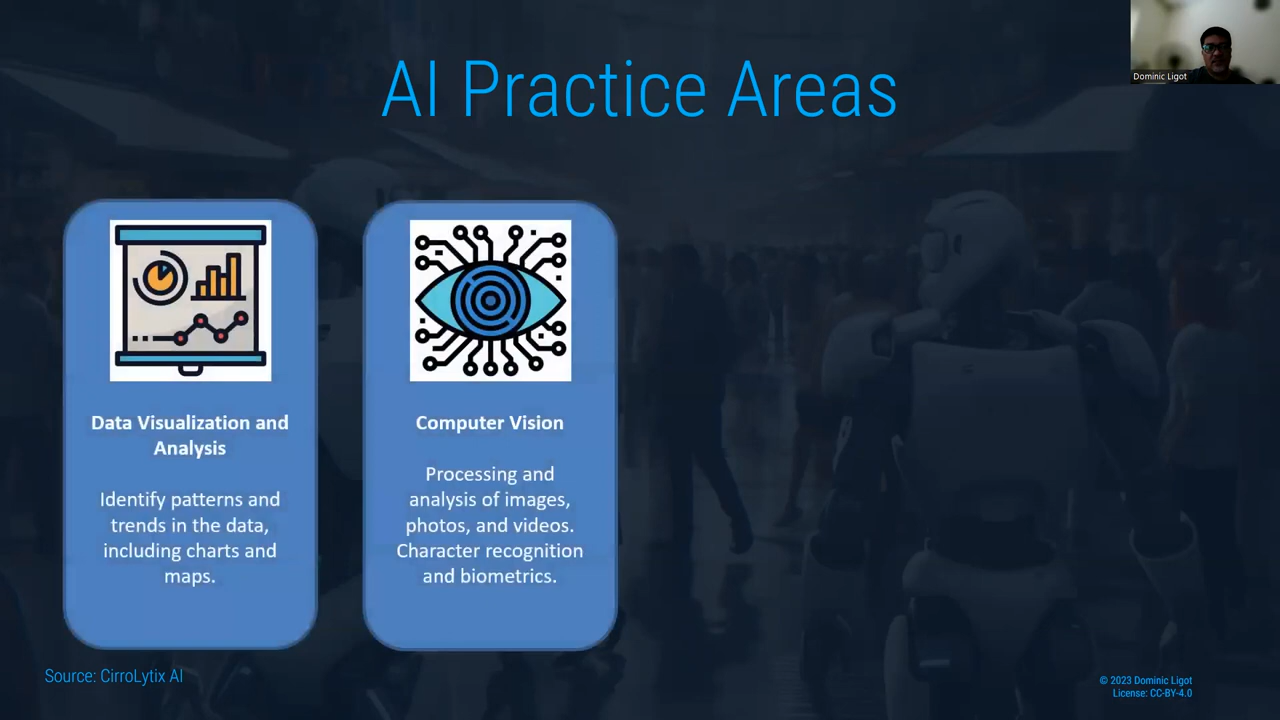 AI Practice Areas
Dominic Ligot
Data Visualization and
Analysis
Identify patterns and
trends in the data,
including charts and
maps.
Computer Vision
Processing and
analysis of images,
photos, and videos.
Character recognition
and biometrics.
Source: CirroLytix AI
© 2023 Dominic Ligot
License: CC-BY-4.0